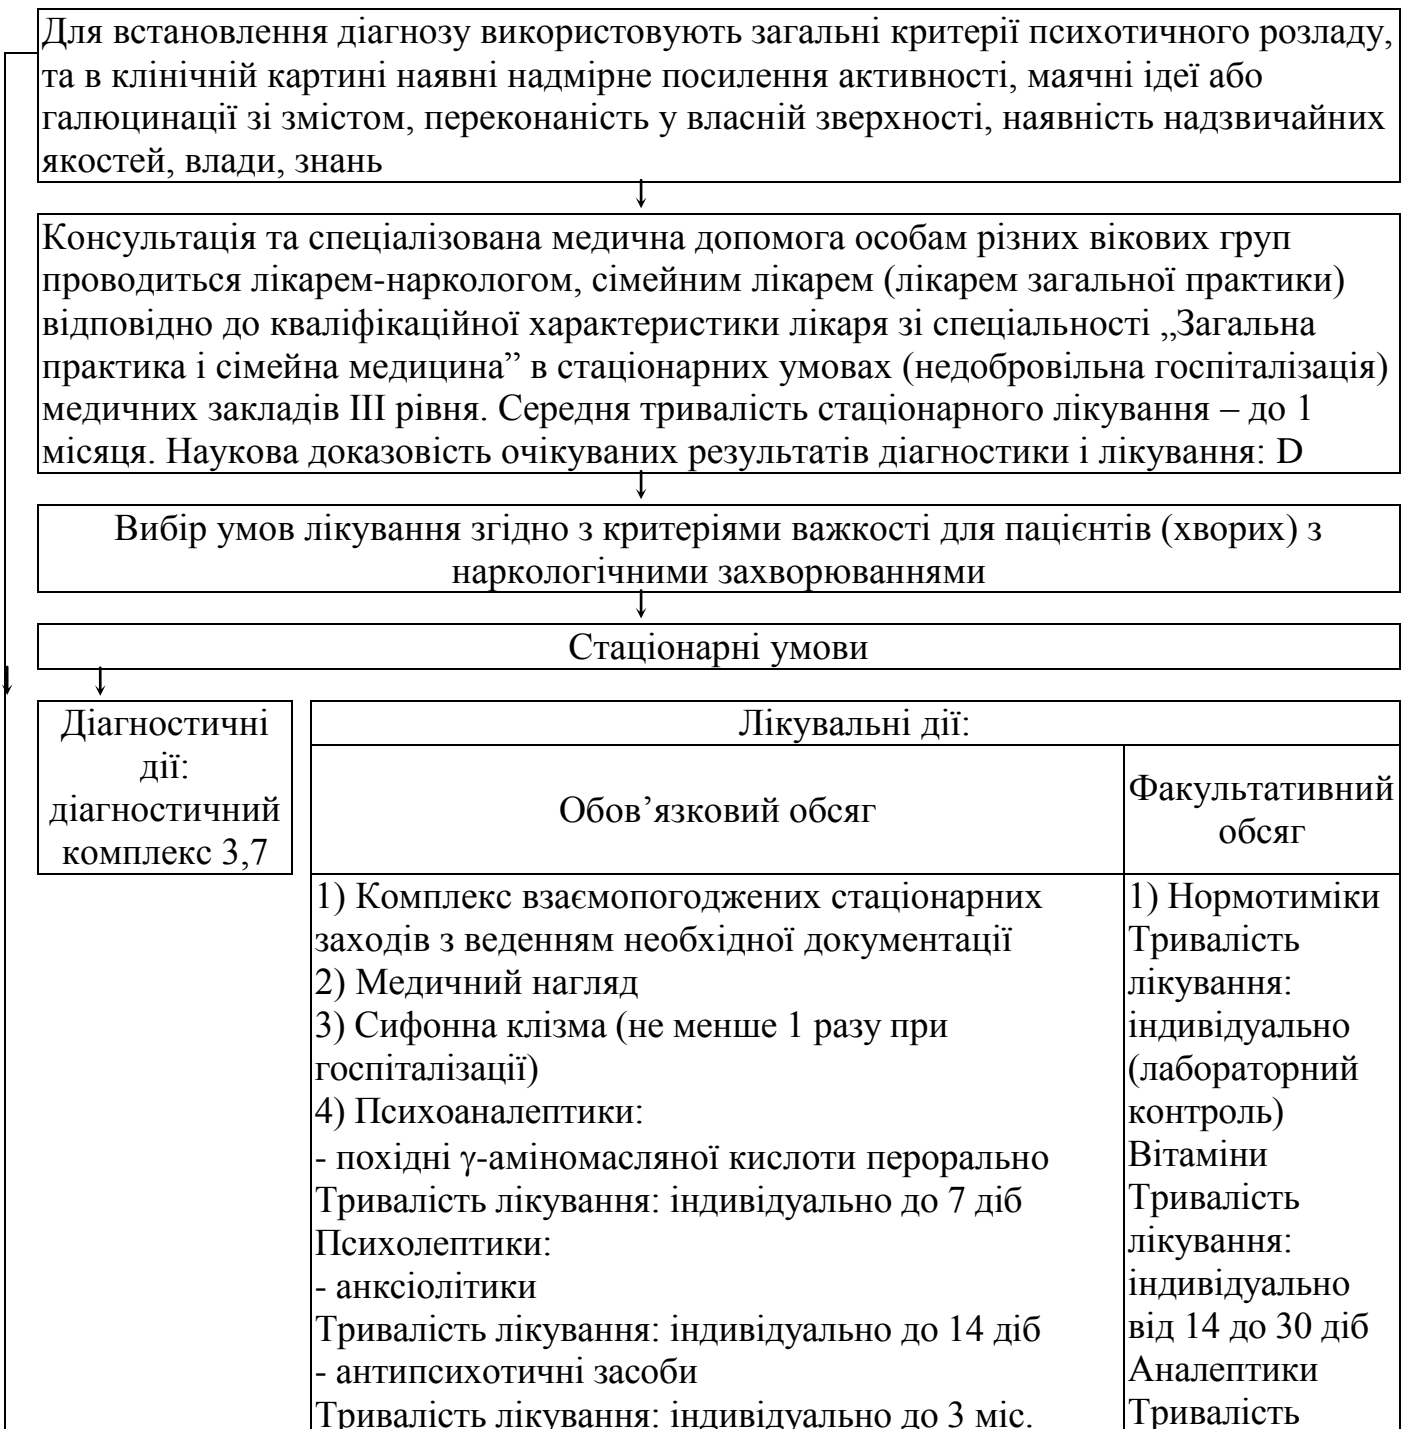 Для встановлення діагнозу використовують загальні критерії психотичного розладу,
та в клінічній картині наявні надмірне посилення активності, маячні ідеї або
галюцинації зі змістом, переконаність у власній зверхності, наявність надзвичайних
якостей, влади, знань
Консультація та спеціалізована медична допомога особам різних вікових груп
проводиться лікарем-наркологом, сімейним лікарем (лікарем загальної практики)
відповідно до кваліфікаційної характеристики лікаря зі спеціальності „Загальна
практика і сімейна медицина” в стаціонарних умовах (недобровільна госпіталізація)
медичних закладів III рівня. Середня тривалість стаціонарного лікування – до 1
місяця. Наукова доказовість очікуваних результатів діагностики і лікування: D
Вибір умов лікування згідно з критеріями важкості для пацієнтів (хворих) з
наркологічними захворюваннями
Стаціонарні умови
Діагностичні
дії:
діагностичний
комплекс 3,7
Лікувальні дії:
Обов’язковий обсяг
Факультативний
обсяг
1) Комплекс взаємопогоджених стаціонарних
заходів з веденням необхідної документації
2) Медичний нагляд
3) Сифонна клізма (не менше 1 разу при
госпіталізації)
4) Психоаналептики:
- похідні γ-аміномасляної кислоти перорально
Тривалість лікування: індивідуально до 7 діб
Психолептики:
- анксіолітики
Тривалість лікування: індивідуально до 14 діб
- антипсихотичні засоби
Тривалість лікування: індивідуально до 3 міс.
1) Нормотиміки
Тривалість
лікування:
індивідуально
(лабораторний
контроль)
Вітаміни
Тривалість
лікування:
індивідуально
від 14 до 30 діб
Аналептики
Тривалість